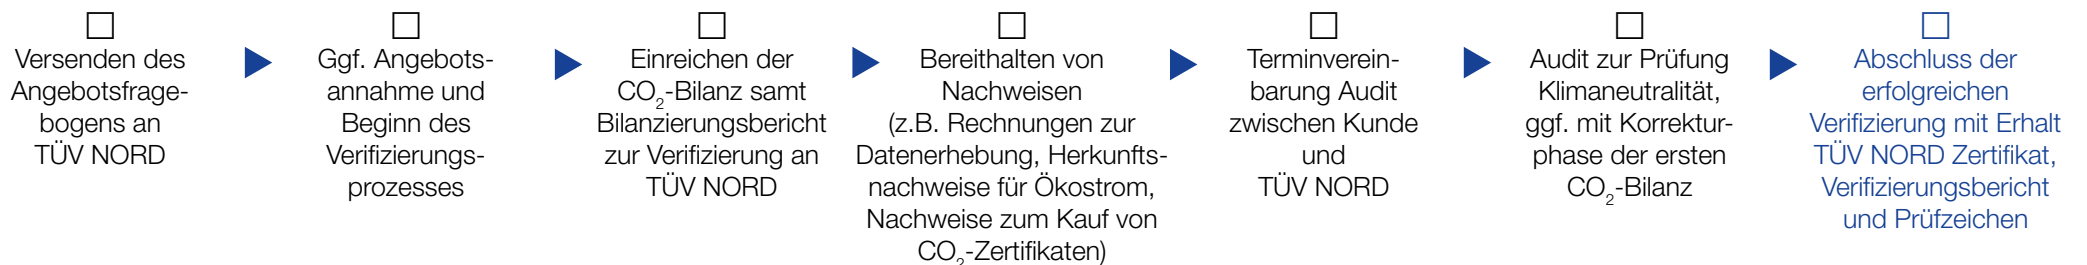 Versenden des
Angebotsfrage-
bogens an
TÜV NORD
Ggf. Angebots-
annahme und
Beginn des
Verifizierungs-
prozesses
Einreichen der
CO₂-Bilanz samt
Bilanzierungsbericht
zur Verifizierung an
TÜV NORD
Bereithalten von
Nachweisen
(z.B. Rechnungen zur
Datenerhebung, Herkunfts-
nachweise für Ökostrom,
Nachweise zum Kauf von
CO₂-Zertifikaten)
Terminverein-
barung Audit
zwischen Kunde
und
TÜV NORD
Audit zur Prüfung
Klimaneutralität,
ggf. mit Korrektur-
phase der ersten
CO₂-Bilanz
Abschluss der
erfolgreichen
Verifizierung mit Erhalt
TÜV NORD Zertifikat,
Verifizierungsbericht
und Prüfzeichen